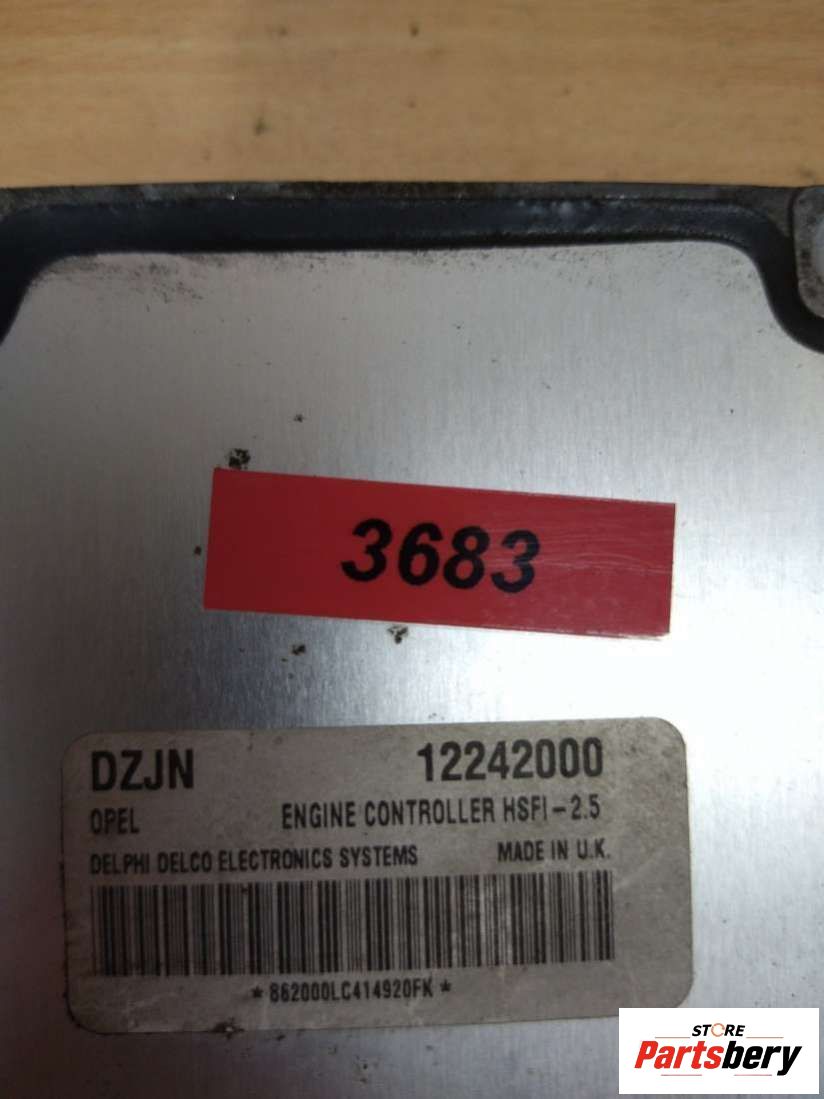 3683
DZJN 12242000
OPEL ENGINE CONTROLLER HSFI-2.5
DELPHI DELCO ELECTRONICS SYSTEMS MADE IN U.K.
*862000LC414920FK*
STORE
Partsbery